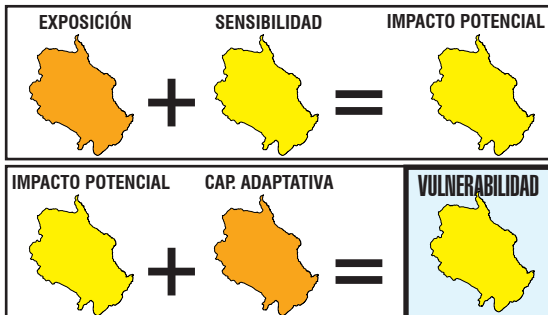 EXPOSICIÓN SENSIBILIDAD IMPACTO POTENCIAL
+ =
IMPACTO POTENCIAL CAP. ADAPTATIVA VULNERABILIDAD
+ =